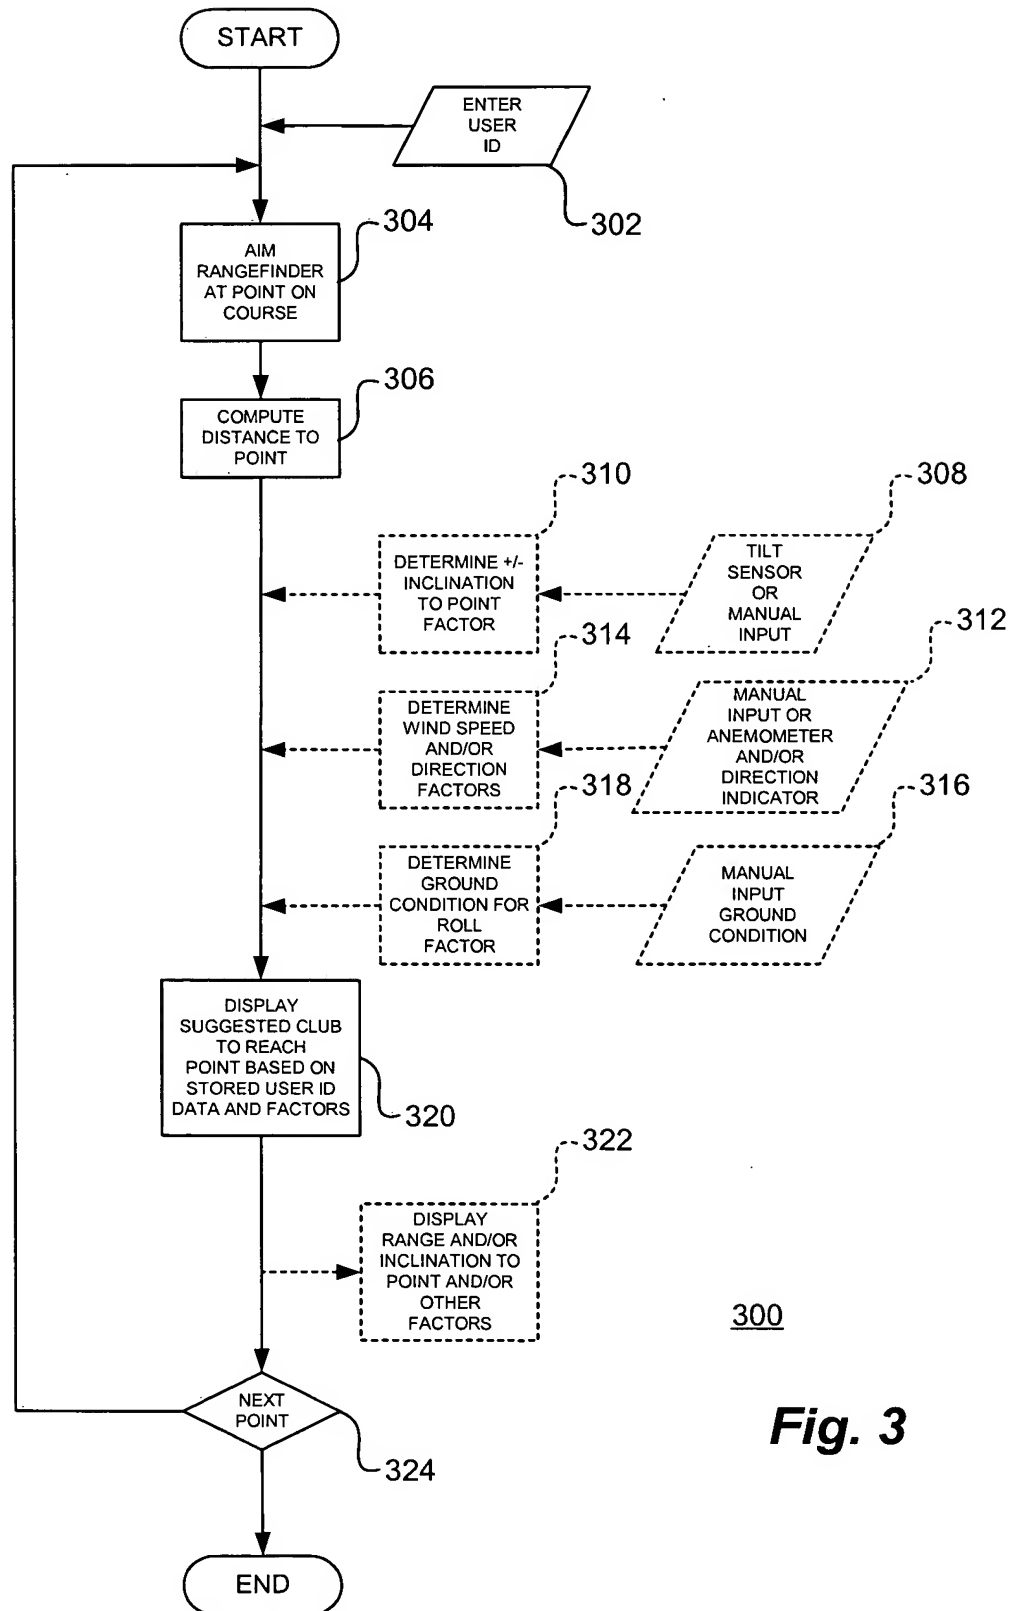 START
ENTER
USER
ID
302
304
AIM
RANGEFINDER
AT POINT ON
COURSE
306
COMPUTE
DISTANCE TO
POINT
310
308
DETERMINE +/-
INCLINATION
TO POINT
FACTOR
TILT
SENSOR
OR
MANUAL
INPUT
314
312
DETERMINE
WIND SPEED
AND/OR
DIRECTION
FACTORS
MANUAL
INPUT OR
ANEMOMETER
AND/OR
DIRECTION
INDICATOR
318
316
DETERMINE
GROUND
CONDITION FOR
ROLL
FACTOR
MANUAL
INPUT
GROUND
CONDITION
DISPLAY
SUGGESTED CLUB
TO REACH
POINT BASED ON
STORED USER ID
DATA AND FACTORS
320
322
DISPLAY
RANGE AND/OR
INCLINATION TO
POINT AND/OR
OTHER
FACTORS
300
NEXT
POINT
324
Fig. 3
END